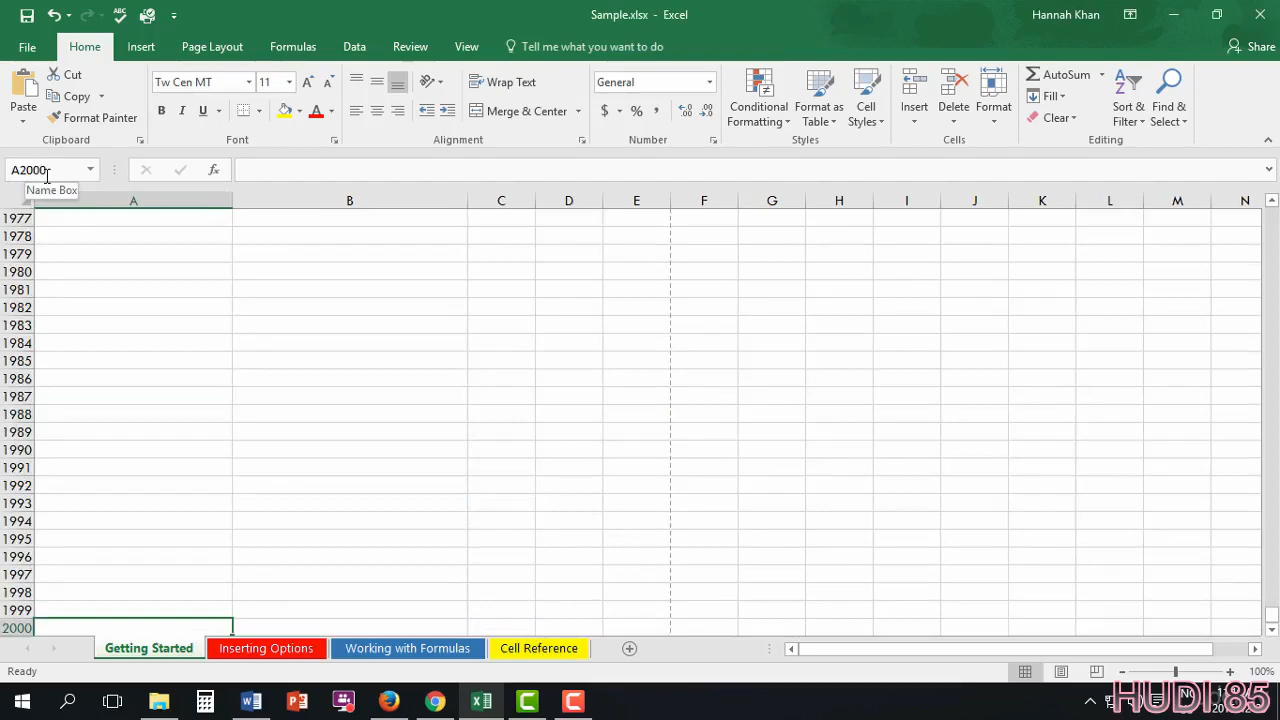 Sample.xlsx - Excel
Hannah Khan
File Home Insert Page Layout Formulas Data Review View Tell me what you want to do Share
Paste
Cut
Copy
Format Painter
Clipboard
Tw Cen MT 11
B I U
Font
Wrap Text
Merge & Center
Alignment
General
$ % ,
Number
Conditional Formatting
Format as Table
Cell Styles
Styles
Insert
Delete
Format
Cells
AutoSum
Fill
Clear
Sort & Filter
Find & Select
Editing
A2000 fx
Name Box
A B C D E F G H I J K L M N
1977
1978
1979
1980
1981
1982
1983
1984
1985
1986
1987
1988
1989
1990
1991
1992
1993
1994
1995
1996
1997
1998
1999
2000
Getting Started Inserting Options Working with Formulas Cell Reference
Ready 100%
HUDI 85